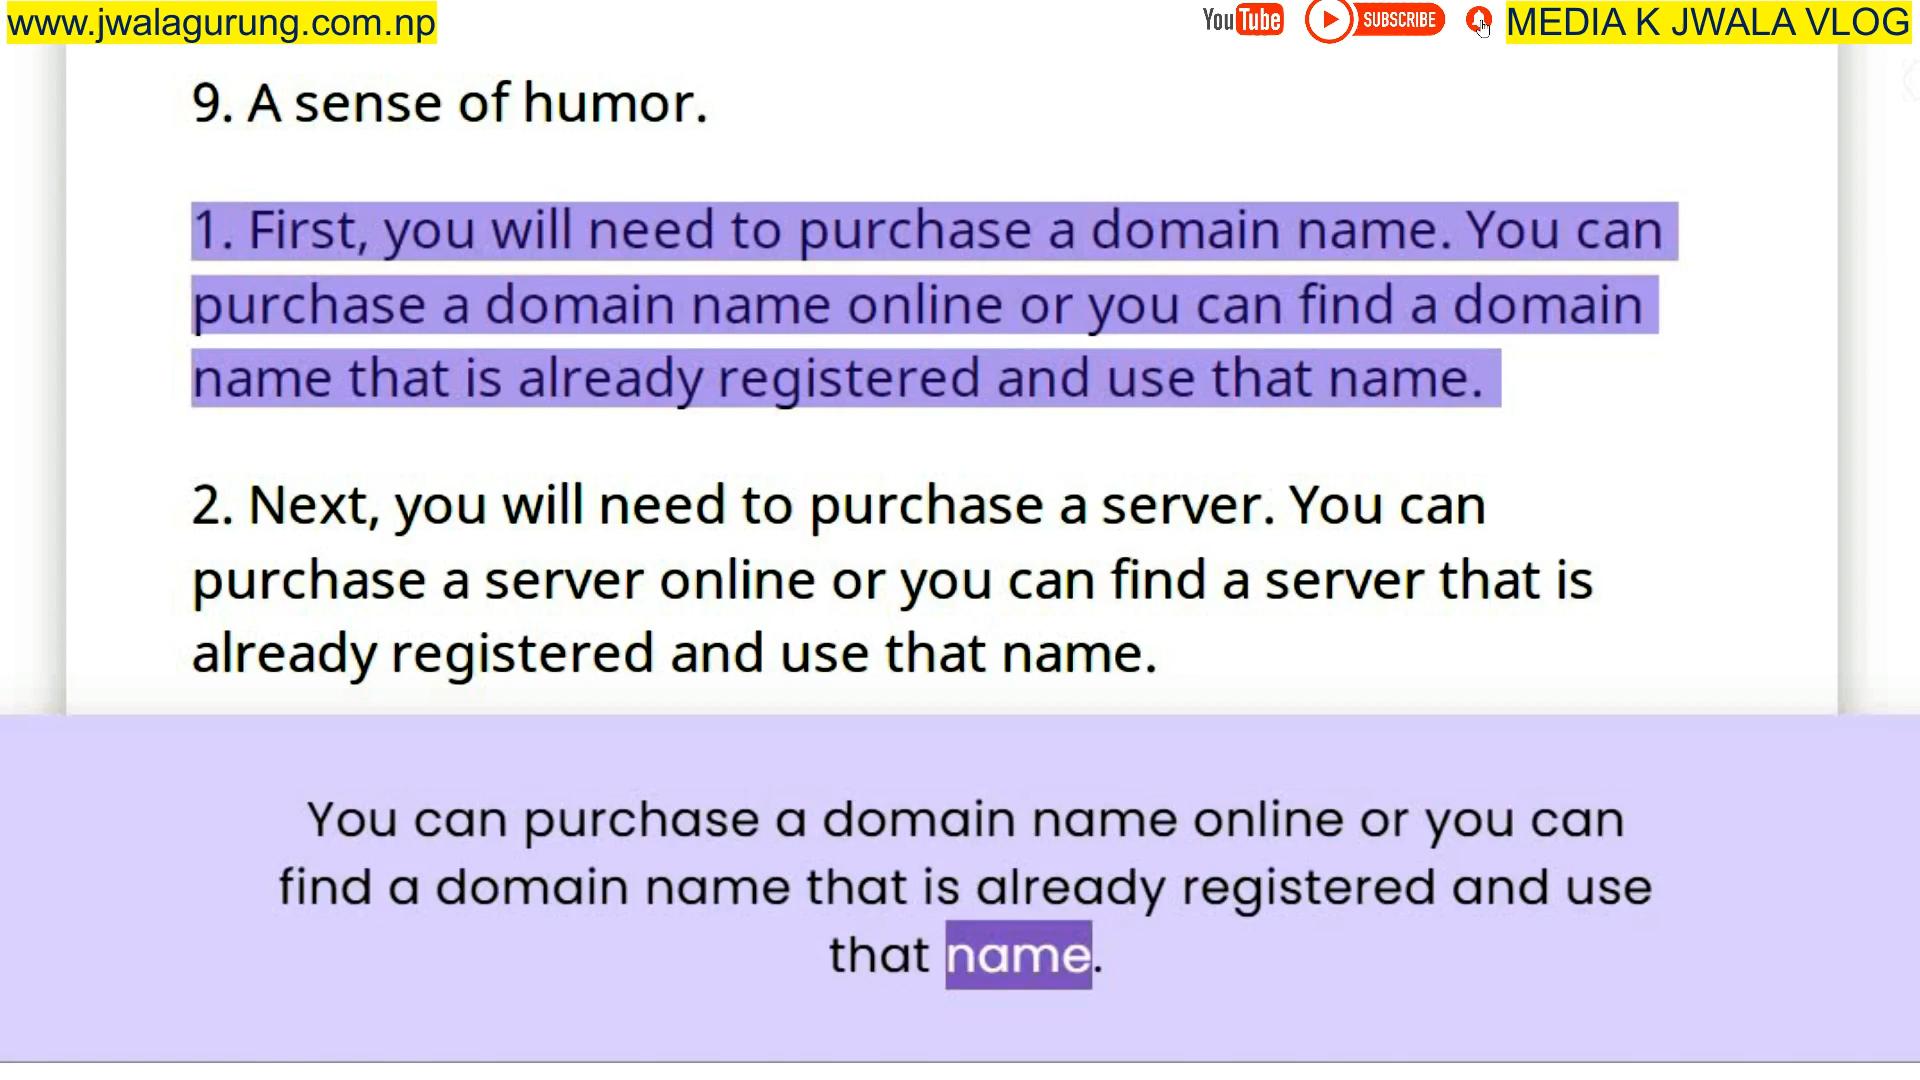 www.jwalagurung.com.np
YouTube SUBSCRIBE MEDIA K JWALA VLOG
9. A sense of humor.
1. First, you will need to purchase a domain name. You can
purchase a domain name online or you can find a domain
name that is already registered and use that name.
2. Next, you will need to purchase a server. You can
purchase a server online or you can find a server that is
already registered and use that name.
You can purchase a domain name online or you can
find a domain name that is already registered and use
that name.